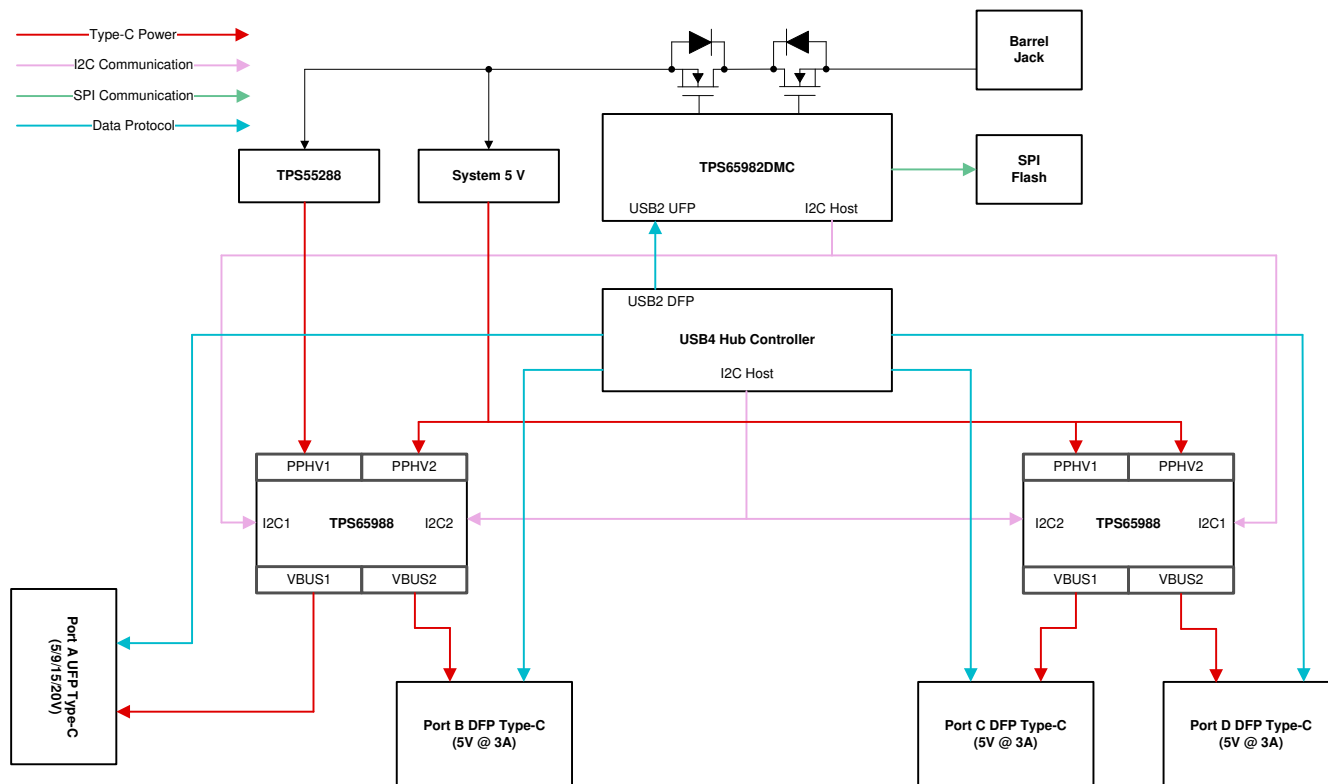 Type-C Power
I2C Communication
SPI Communication
Data Protocol
Barrel
Jack
TPS55288
System 5 V
TPS65982DMC
USB2 UFP
I2C Host
SPI
Flash
USB2 DFP
USB4 Hub Controller
I2C Host
PPHV1
PPHV2
I2C1
TPS65988
I2C2
VBUS1
VBUS2
PPHV1
PPHV2
I2C2
TPS65988
I2C1
VBUS1
VBUS2
Port A UFP Type-C
(5/9/15/20V)
Port B DFP Type-C
(5V @ 3A)
Port C DFP Type-C
(5V @ 3A)
Port D DFP Type-C
(5V @ 3A)